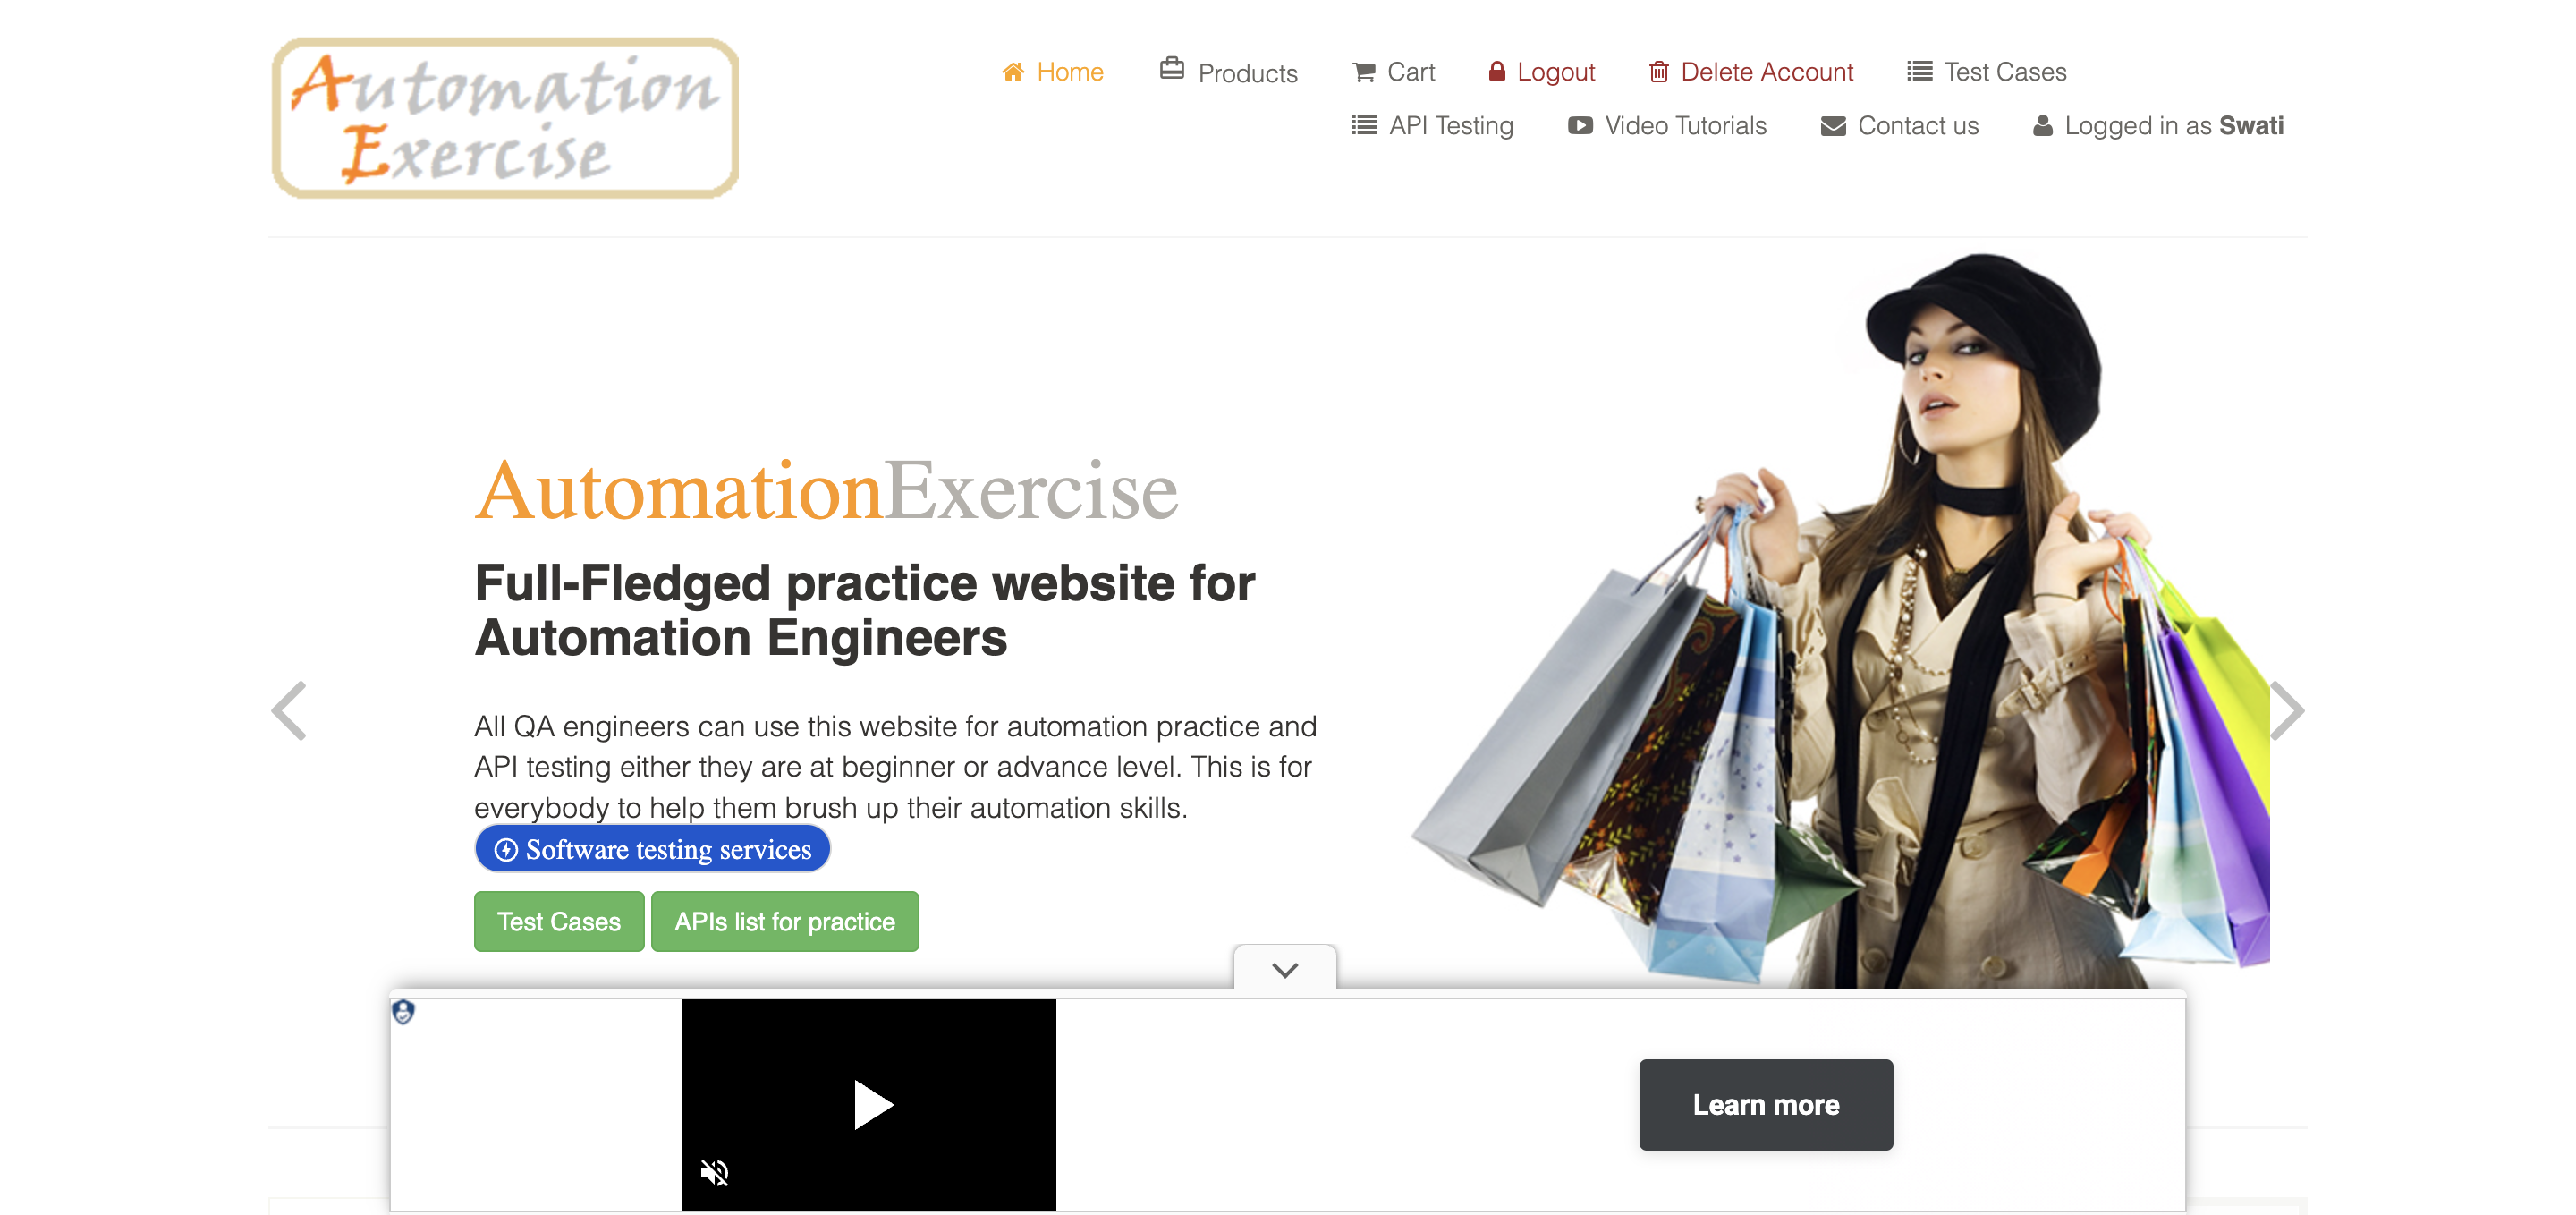 Automation
Exercise
Home Products Cart Logout Delete Account Test Cases
API Testing Video Tutorials Contact us Logged in as Swati
AutomationExercise
Full-Fledged practice website for
Automation Engineers
All QA engineers can use this website for automation practice and
API testing either they are at beginner or advance level. This is for
everybody to help them brush up their automation skills.
Software testing services
Test Cases APIs list for practice
Learn more